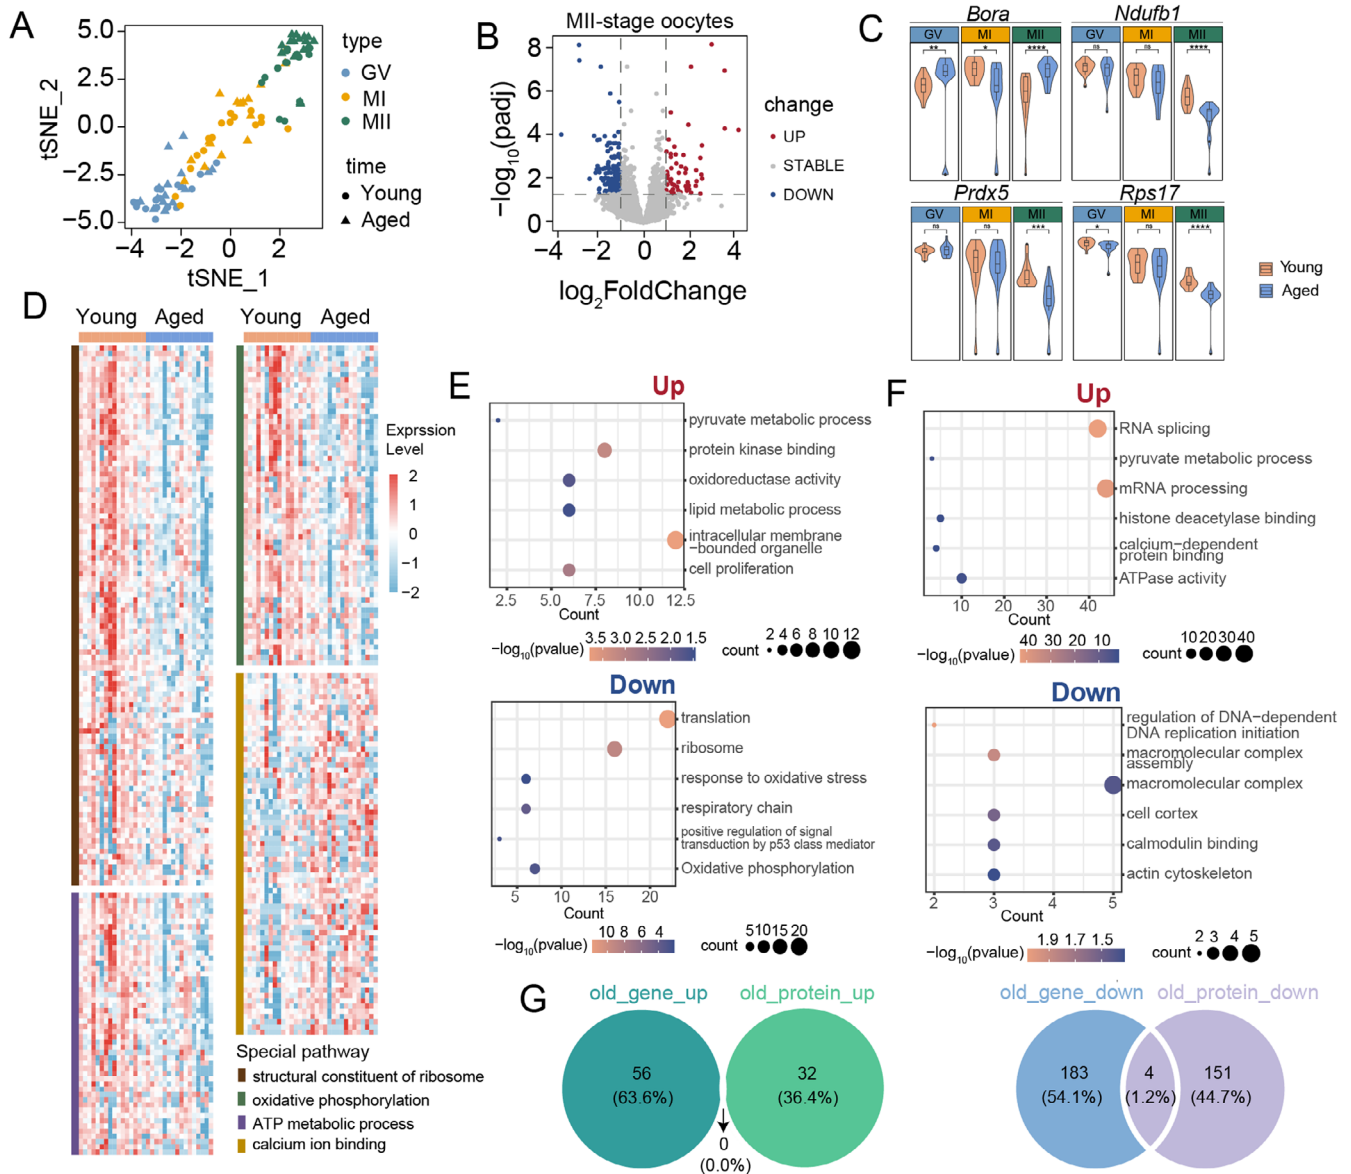 A
5.0
2.5
0.0
−2.5
−5.0
tSNE_2
−4
−2
0
2
tSNE_1
type
GV
MI
MII
time
Young
Aged
B
MII-stage oocytes
8
6
4
2
0
−log10(padj)
−4
−2
0
2
4
log2FoldChange
change
UP
STABLE
DOWN
C
Bora
GV
MI
MII
**
*
****
Ndufb1
GV
MI
MII
ns
ns
****
Prdx5
GV
MI
MII
ns
ns
***
Rps17
GV
MI
MII
*
ns
****
Young
Aged
D
Young
Aged
Young
Aged
Exprssion
Level
2
1
0
−1
−2
Special pathway
structural constituent of ribosome
oxidative phosphorylation
ATP metabolic process
calcium ion binding
E
Up
pyruvate metabolic process
protein kinase binding
oxidoreductase activity
lipid metabolic process
intracellular membrane
−bounded organelle
cell proliferation
2.5
5.0
7.5
10.0
12.5
Count
−log10(pvalue)
3.5 3.0 2.5 2.0 1.5
count
2 4 6 8 10 12
Down
translation
ribosome
response to oxidative stress
respiratory chain
positive regulation of signal
transduction by p53 class mediator
Oxidative phosphorylation
5
10
15
20
Count
−log10(pvalue)
10 8 6 4
count
5 10 15 20
F
Up
RNA splicing
pyruvate metabolic process
mRNA processing
histone deacetylase binding
calcium−dependent
protein binding
ATPase activity
10
20
30
40
Count
−log10(pvalue)
40 30 20 10
count
10 20 30 40
Down
regulation of DNA−dependent
DNA replication initiation
macromolecular complex
assembly
macromolecular complex
cell cortex
calmodulin binding
actin cytoskeleton
2
3
4
5
Count
−log10(pvalue)
1.9 1.7 1.5
count
2 3 4 5
G
old_gene_up
old_protein_up
56
(63.6%)
32
(36.4%)
0
(0.0%)
old_gene_down
old_protein_down
183
(54.1%)
4
(1.2%)
151
(44.7%)